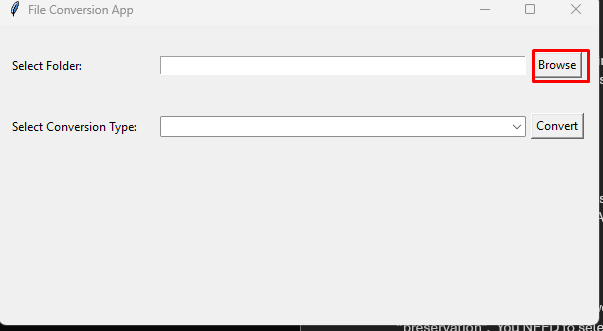 File Conversion App
Select Folder:
Browse
Select Conversion Type:
Convert
"preservation". You NEED to sele